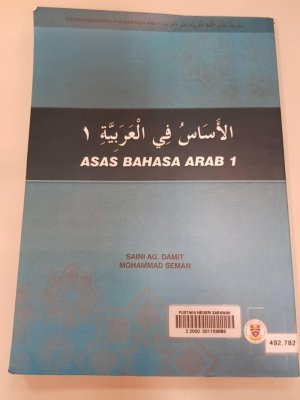 الأَسَاسُ فِي الْعَرَبِيَّةِ ١
ASAS BAHASA ARAB 1
SAINI AG. DAMIT
MOHAMMAD SEMAN
PUSTAKA NEGERI SARAWAK
492.782